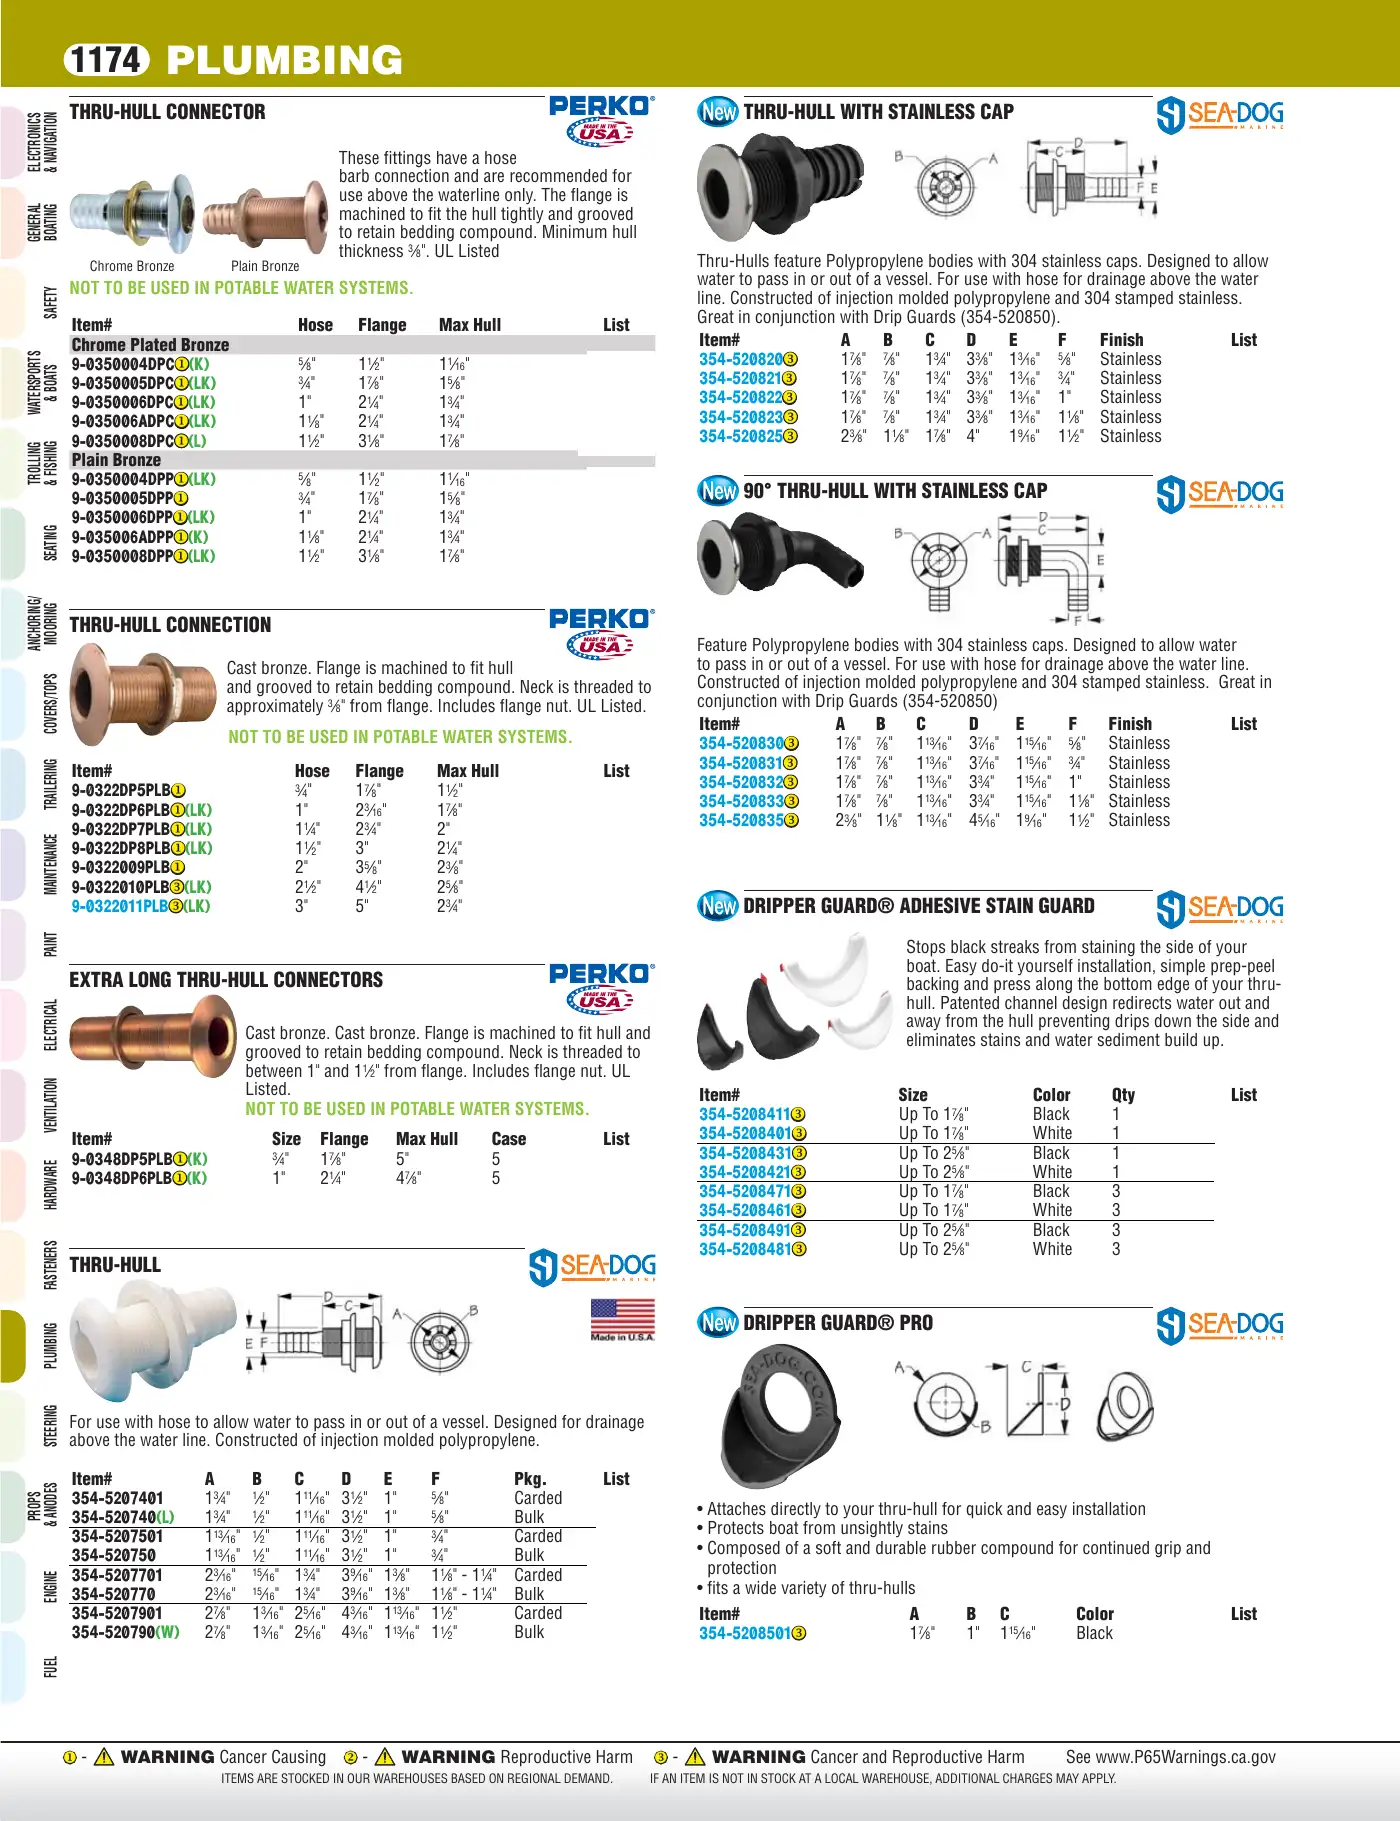 1174 PLUMBING
ELECTRONICS
& NAVIGATION
GENERAL
BOATING
SAFETY
WATERSPORTS
& BOATS
TROLLING
& FISHING
SEATING
ANCHORING/
MOORING
COVERS/TOPS
TRAILERING
MAINTENANCE
PAINT
ELECTRICAL
VENTILATION
HARDWARE
FASTENERS
PLUMBING
STEERING
PROPS
& ANODES
ENGINE
FUEL
THRU-HULL CONNECTOR
PERKO®
MADE IN THE
USA
These fittings have a hose
barb connection and are recommended for
use above the waterline only. The flange is
machined to fit the hull tightly and grooved
to retain bedding compound. Minimum hull
thickness ⅜". UL Listed
Chrome Bronze Plain Bronze
NOT TO BE USED IN POTABLE WATER SYSTEMS.
Item# Hose Flange Max Hull List
Chrome Plated Bronze
9-0350004DPC①(K) ⅝" 1½" 1¹⁄₁₆"
9-0350005DPC①(LK) ¾" 1⅞" 1⅝"
9-0350006DPC①(LK) 1" 2¼" 1¾"
9-035006ADPC①(LK) 1⅛" 2¼" 1¾"
9-0350008DPC①(L) 1½" 3⅛" 1⅞"
Plain Bronze
9-0350004DPP①(LK) ⅝" 1½" 1¹⁄₁₆"
9-0350005DPP① ¾" 1⅞" 1⅝"
9-0350006DPP①(LK) 1" 2¼" 1¾"
9-035006ADPP①(K) 1⅛" 2¼" 1¾"
9-0350008DPP①(LK) 1½" 3⅛" 1⅞"
THRU-HULL CONNECTION
PERKO®
MADE IN THE
USA
Cast bronze. Flange is machined to fit hull
and grooved to retain bedding compound. Neck is threaded to
approximately ⅜" from flange. Includes flange nut. UL Listed.
NOT TO BE USED IN POTABLE WATER SYSTEMS.
Item# Hose Flange Max Hull List
9-0322DP5PLB① ¾" 1⅞" 1½"
9-0322DP6PLB①(LK) 1" 2³⁄₁₆" 1⅞"
9-0322DP7PLB①(LK) 1¼" 2¾" 2"
9-0322DP8PLB①(LK) 1½" 3" 2¼"
9-0322009PLB① 2" 3⅝" 2⅜"
9-0322010PLB③(LK) 2½" 4½" 2⅝"
9-0322011PLB③(LK) 3" 5" 2¾"
EXTRA LONG THRU-HULL CONNECTORS
PERKO®
MADE IN THE
USA
Cast bronze. Cast bronze. Flange is machined to fit hull and
grooved to retain bedding compound. Neck is threaded to
between 1" and 1½" from flange. Includes flange nut. UL
Listed.
NOT TO BE USED IN POTABLE WATER SYSTEMS.
Item# Size Flange Max Hull Case List
9-0348DP5PLB①(K) ¾" 1⅞" 5" 5
9-0348DP6PLB①(K) 1" 2¼" 4⅞" 5
THRU-HULL
SEA-DOG
MARINE
D
C
A
B
E F
Made in U.S.A.
For use with hose to allow water to pass in or out of a vessel. Designed for drainage
above the water line. Constructed of injection molded polypropylene.
Item# A B C D E F Pkg. List
354-5207401 1¾" ½" 1¹¹⁄₁₆" 3½" 1" ⅝" Carded
354-520740(L) 1¾" ½" 1¹¹⁄₁₆" 3½" 1" ⅝" Bulk
354-5207501 1¹³⁄₁₆" ½" 1¹¹⁄₁₆" 3½" 1" ¾" Carded
354-520750 1¹³⁄₁₆" ½" 1¹¹⁄₁₆" 3½" 1" ¾" Bulk
354-5207701 2³⁄₁₆" ¹⁵⁄₁₆" 1¾" 3⁹⁄₁₆" 1⅜" 1⅛" - 1¼" Carded
354-520770 2³⁄₁₆" ¹⁵⁄₁₆" 1¾" 3⁹⁄₁₆" 1⅜" 1⅛" - 1¼" Bulk
354-5207901 2⅞" 1³⁄₁₆" 2⁵⁄₁₆" 4³⁄₁₆" 1¹³⁄₁₆" 1½" Carded
354-520790(W) 2⅞" 1³⁄₁₆" 2⁵⁄₁₆" 4³⁄₁₆" 1¹³⁄₁₆" 1½" Bulk
New THRU-HULL WITH STAINLESS CAP
SEA-DOG
MARINE
B
A
D
C
F E
Thru-Hulls feature Polypropylene bodies with 304 stainless caps. Designed to allow
water to pass in or out of a vessel. For use with hose for drainage above the water
line. Constructed of injection molded polypropylene and 304 stamped stainless.
Great in conjunction with Drip Guards (354-520850).
Item# A B C D E F Finish List
354-520820③ 1⅞" ⅞" 1¾" 3⅜" 1³⁄₁₆" ⅝" Stainless
354-520821③ 1⅞" ⅞" 1¾" 3⅜" 1³⁄₁₆" ¾" Stainless
354-520822③ 1⅞" ⅞" 1¾" 3⅜" 1³⁄₁₆" 1" Stainless
354-520823③ 1⅞" ⅞" 1¾" 3⅜" 1³⁄₁₆" 1⅛" Stainless
354-520825③ 2⅜" 1⅛" 1⅞" 4" 1⁹⁄₁₆" 1½" Stainless
New 90° THRU-HULL WITH STAINLESS CAP
SEA-DOG
MARINE
B
A
D
C
E
F
Feature Polypropylene bodies with 304 stainless caps. Designed to allow water
to pass in or out of a vessel. For use with hose for drainage above the water line.
Constructed of injection molded polypropylene and 304 stamped stainless. Great in
conjunction with Drip Guards (354-520850)
Item# A B C D E F Finish List
354-520830③ 1⅞" ⅞" 1¹³⁄₁₆" 3⁷⁄₁₆" 1¹⁵⁄₁₆" ⅝" Stainless
354-520831③ 1⅞" ⅞" 1¹³⁄₁₆" 3⁷⁄₁₆" 1¹⁵⁄₁₆" ¾" Stainless
354-520832③ 1⅞" ⅞" 1¹³⁄₁₆" 3¾" 1¹⁵⁄₁₆" 1" Stainless
354-520833③ 1⅞" ⅞" 1¹³⁄₁₆" 3¾" 1¹⁵⁄₁₆" 1⅛" Stainless
354-520835③ 2⅜" 1⅛" 1¹³⁄₁₆" 4⁵⁄₁₆" 1⁹⁄₁₆" 1½" Stainless
New DRIPPER GUARD® ADHESIVE STAIN GUARD
SEA-DOG
MARINE
Stops black streaks from staining the side of your
boat. Easy do-it yourself installation, simple prep-peel
backing and press along the bottom edge of your thru-
hull. Patented channel design redirects water out and
away from the hull preventing drips down the side and
eliminates stains and water sediment build up.
Item# Size Color Qty List
354-5208411③ Up To 1⅞" Black 1
354-5208401③ Up To 1⅞" White 1
354-5208431③ Up To 2⅝" Black 1
354-5208421③ Up To 2⅝" White 1
354-5208471③ Up To 1⅞" Black 3
354-5208461③ Up To 1⅞" White 3
354-5208491③ Up To 2⅝" Black 3
354-5208481③ Up To 2⅝" White 3
New DRIPPER GUARD® PRO
SEA-DOG
MARINE
SEA-DOG.COM
A
B
C
D
• Attaches directly to your thru-hull for quick and easy installation
• Protects boat from unsightly stains
• Composed of a soft and durable rubber compound for continued grip and
protection
• fits a wide variety of thru-hulls
Item# A B C Color List
354-5208501③ 1⅞" 1" 1¹⁵⁄₁₆" Black
① - ⚠ WARNING Cancer Causing ② - ⚠ WARNING Reproductive Harm ③ - ⚠ WARNING Cancer and Reproductive Harm See www.P65Warnings.ca.gov
ITEMS ARE STOCKED IN OUR WAREHOUSES BASED ON REGIONAL DEMAND. IF AN ITEM IS NOT IN STOCK AT A LOCAL WAREHOUSE, ADDITIONAL CHARGES MAY APPLY.